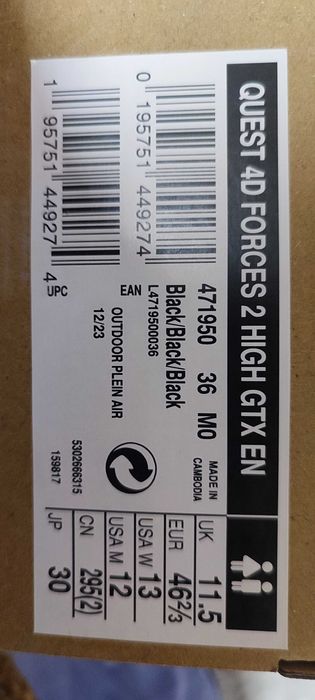 QUEST 4D FORCES 2 HIGH GTX EN
471950 36 M0
MADE IN
CAMBODIA
Black/Black/Black
L4719500036
EAN
0 195751 449274
OUTDOOR PLEIN AIR
12/23
1 95751 44927 4
UPC
5302666315
159817
UK 11.5
EUR 46⅔
USA W 13
USA M 12
CN 295(2)
JP 30